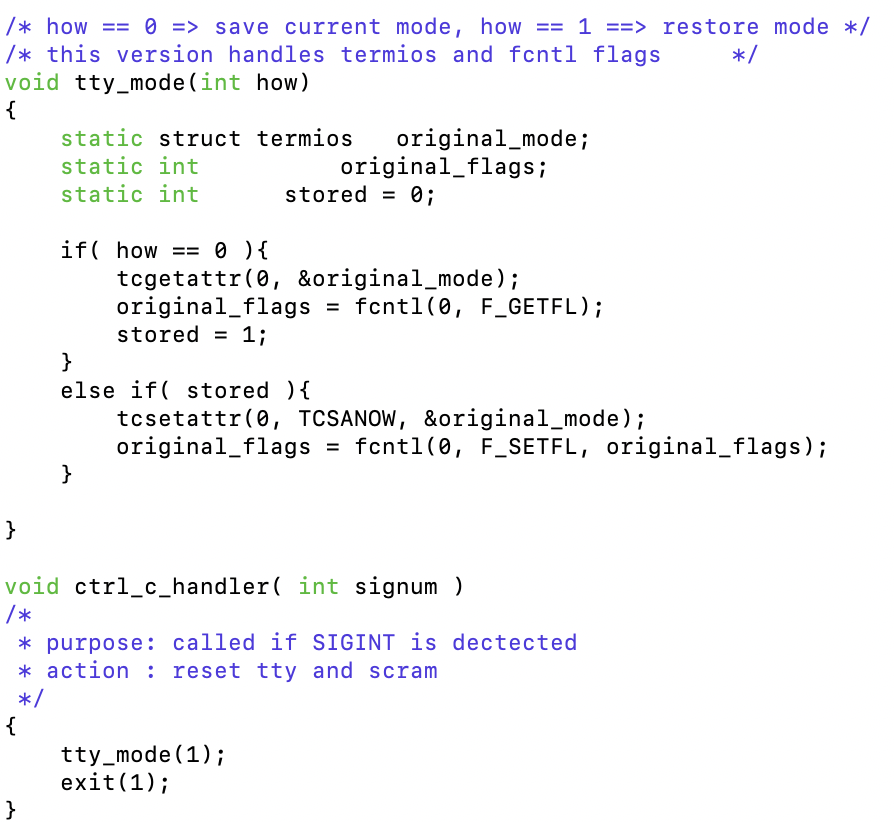 /* how == 0 => save current mode, how == 1 ==> restore mode */
/* this version handles termios and fcntl flags     */
void tty_mode(int how)
{
    static struct termios   original_mode;
    static int          original_flags;
    static int      stored = 0;

    if( how == 0 ){
        tcgetattr(0, &original_mode);
        original_flags = fcntl(0, F_GETFL);
        stored = 1;
    }
    else if( stored ){
        tcsetattr(0, TCSANOW, &original_mode);
        original_flags = fcntl(0, F_SETFL, original_flags);
    }

}

void ctrl_c_handler( int signum )
/*
 * purpose: called if SIGINT is dectected
 * action : reset tty and scram
 */
{
    tty_mode(1);
    exit(1);
}